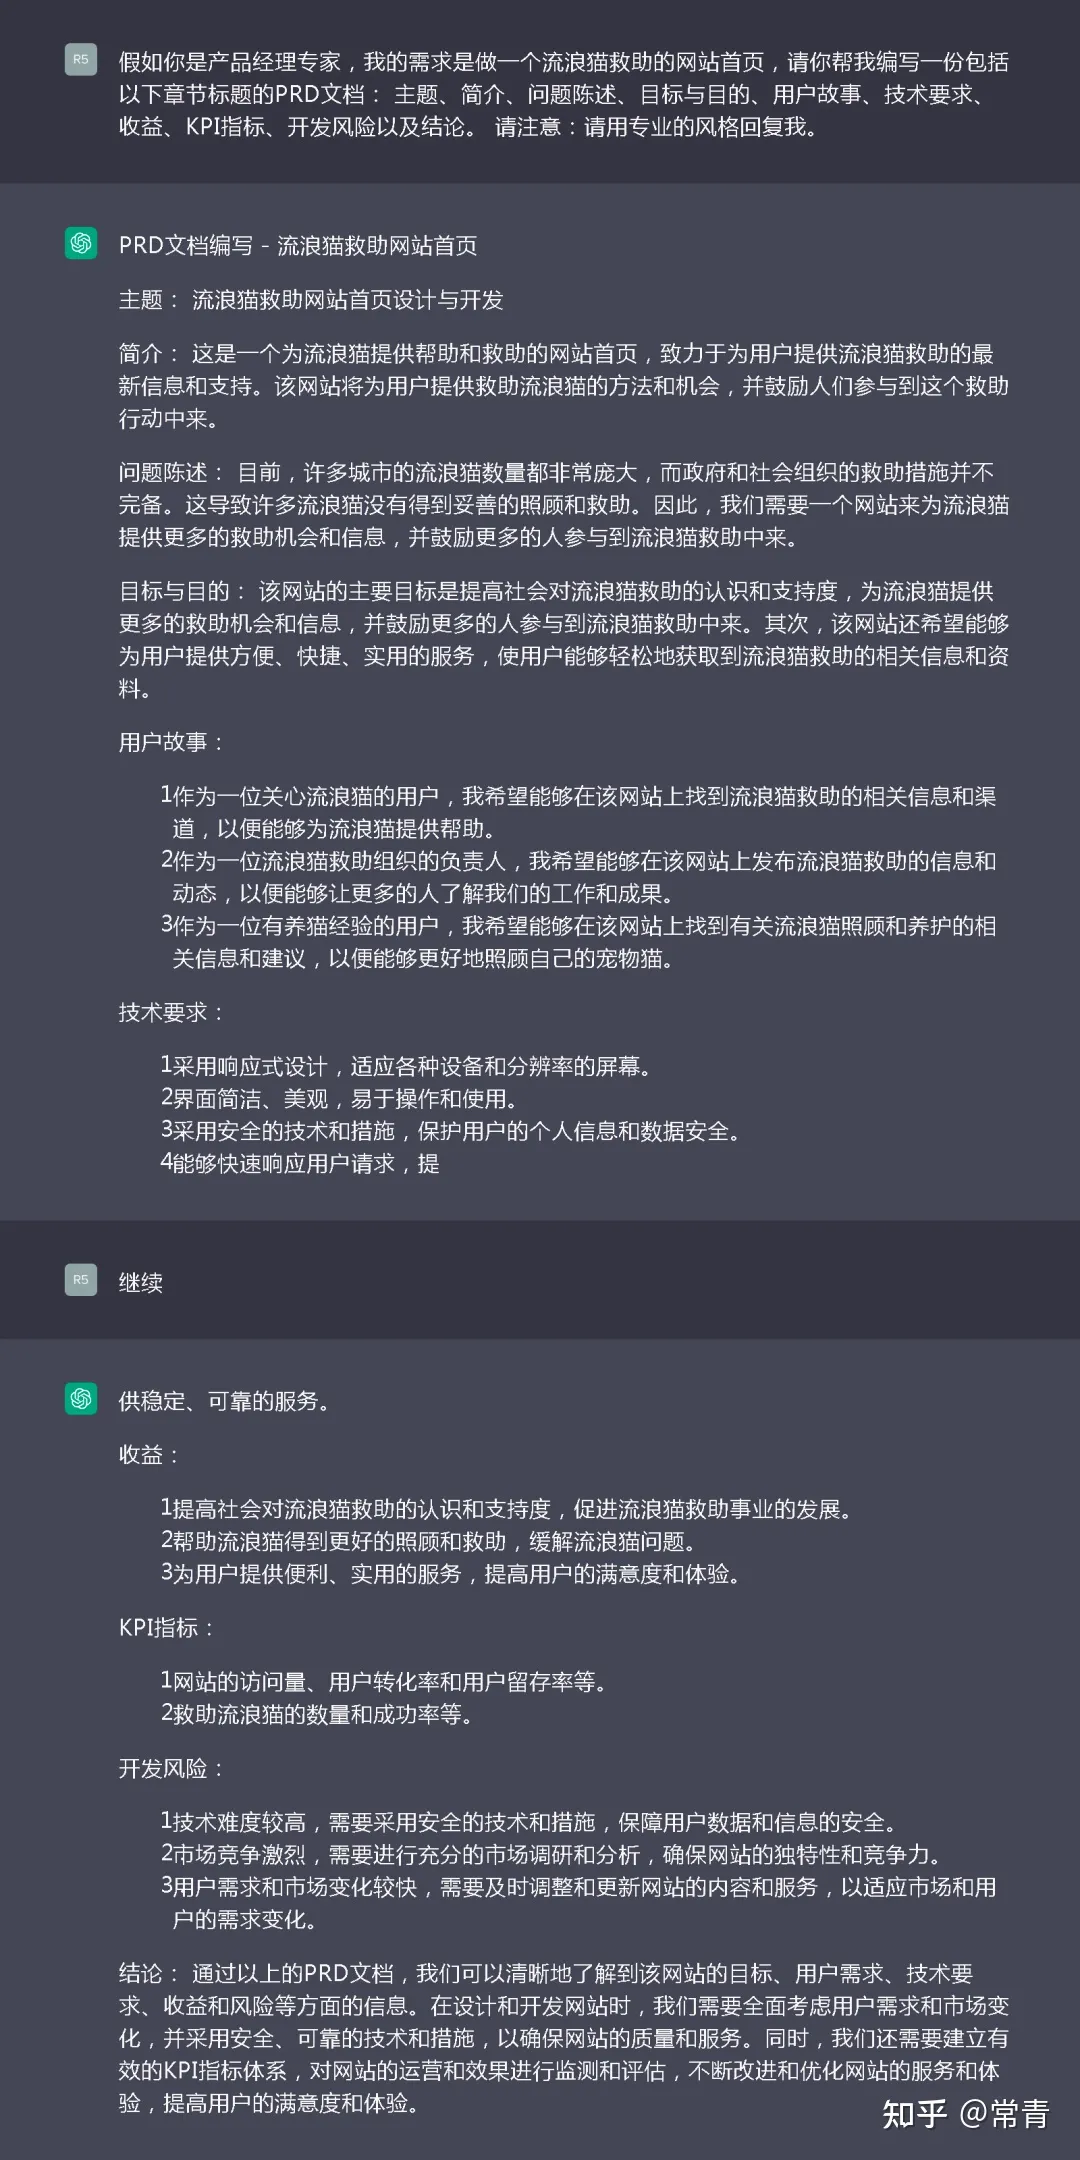 R5
假如你是产品经理专家，我的需求是做一个流浪猫救助的网站首页，请你帮我编写一份包括
以下章节标题的PRD文档： 主题、简介、问题陈述、目标与目的、用户故事、技术要求、
收益、KPI指标、开发风险以及结论。 请注意：请用专业的风格回复我。
PRD文档编写 - 流浪猫救助网站首页
主题： 流浪猫救助网站首页设计与开发
简介： 这是一个为流浪猫提供帮助和救助的网站首页，致力于为用户提供流浪猫救助的最
新信息和支持。该网站将为用户提供救助流浪猫的方法和机会，并鼓励人们参与到这个救助
行动中来。
问题陈述： 目前，许多城市的流浪猫数量都非常庞大，而政府和社会组织的救助措施并不
完备。这导致许多流浪猫没有得到妥善的照顾和救助。因此，我们需要一个网站来为流浪猫
提供更多的救助机会和信息，并鼓励更多的人参与到流浪猫救助中来。
目标与目的： 该网站的主要目标是提高社会对流浪猫救助的认识和支持度，为流浪猫提供
更多的救助机会和信息，并鼓励更多的人参与到流浪猫救助中来。其次，该网站还希望能够
为用户提供方便、快捷、实用的服务，使用户能够轻松地获取到流浪猫救助的相关信息和资
料。
用户故事：
1作为一位关心流浪猫的用户，我希望能够在该网站上找到流浪猫救助的相关信息和渠
道，以便能够为流浪猫提供帮助。
2作为一位流浪猫救助组织的负责人，我希望能够在该网站上发布流浪猫救助的信息和
动态，以便能够让更多的人了解我们的工作和成果。
3作为一位有养猫经验的用户，我希望能够在该网站上找到有关流浪猫照顾和养护的相
关信息和建议，以便能够更好地照顾自己的宠物猫。
技术要求：
1采用响应式设计，适应各种设备和分辨率的屏幕。
2界面简洁、美观，易于操作和使用。
3采用安全的技术和措施，保护用户的个人信息和数据安全。
4能够快速响应用户请求，提
R5
继续
供稳定、可靠的服务。
收益：
1提高社会对流浪猫救助的认识和支持度，促进流浪猫救助事业的发展。
2帮助流浪猫得到更好的照顾和救助，缓解流浪猫问题。
3为用户提供便利、实用的服务，提高用户的满意度和体验。
KPI指标：
1网站的访问量、用户转化率和用户留存率等。
2救助流浪猫的数量和成功率等。
开发风险：
1技术难度较高，需要采用安全的技术和措施，保障用户数据和信息的安全。
2市场竞争激烈，需要进行充分的市场调研和分析，确保网站的独特性和竞争力。
3用户需求和市场变化较快，需要及时调整和更新网站的内容和服务，以适应市场和用
户的需求变化。
结论： 通过以上的PRD文档，我们可以清晰地了解到该网站的目标、用户需求、技术要
求、收益和风险等方面的信息。在设计和开发网站时，我们需要全面考虑用户需求和市场变
化，并采用安全、可靠的技术和措施，以确保网站的质量和服务。同时，我们还需要建立有
效的KPI指标体系，对网站的运营和效果进行监测和评估，不断改进和优化网站的服务和体
验，提高用户的满意度和体验。
知乎 @常青